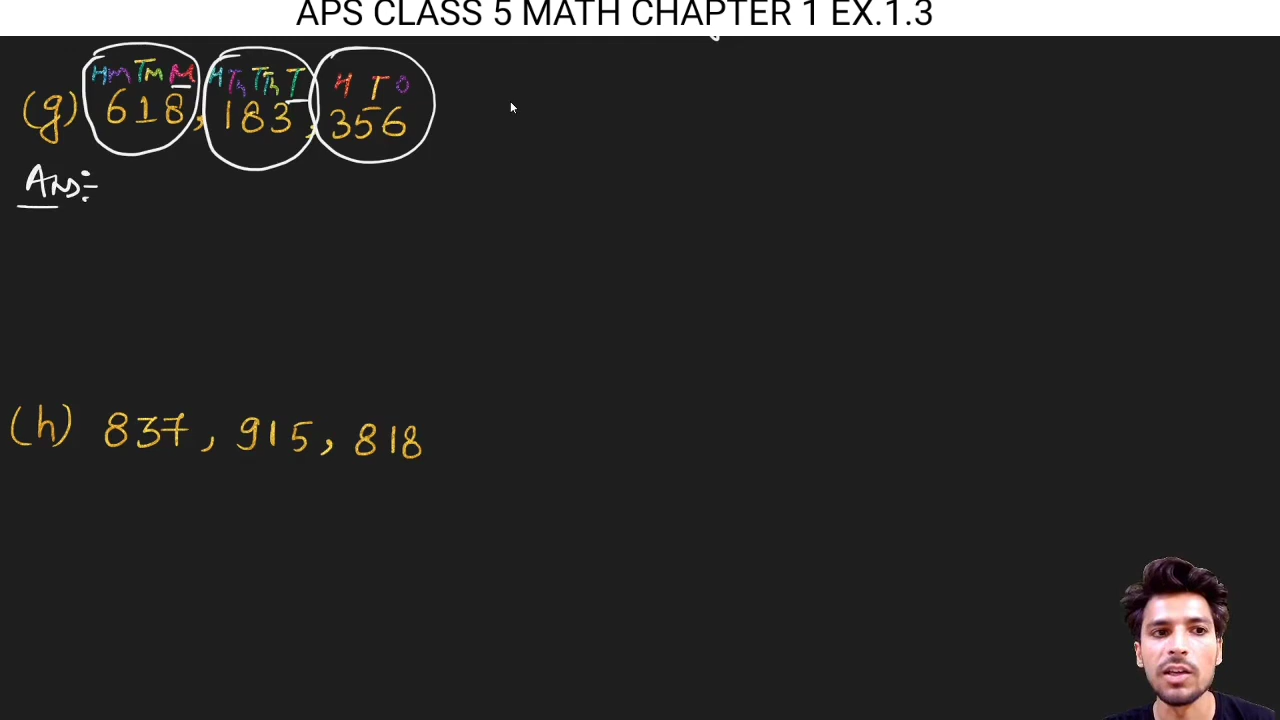 APS CLASS 5 MATH CHAPTER 1 EX.1.3
HM TM M H Th TTh T H T O
(g) 618, 183, 356
Ans:-
(h) 837, 915, 818